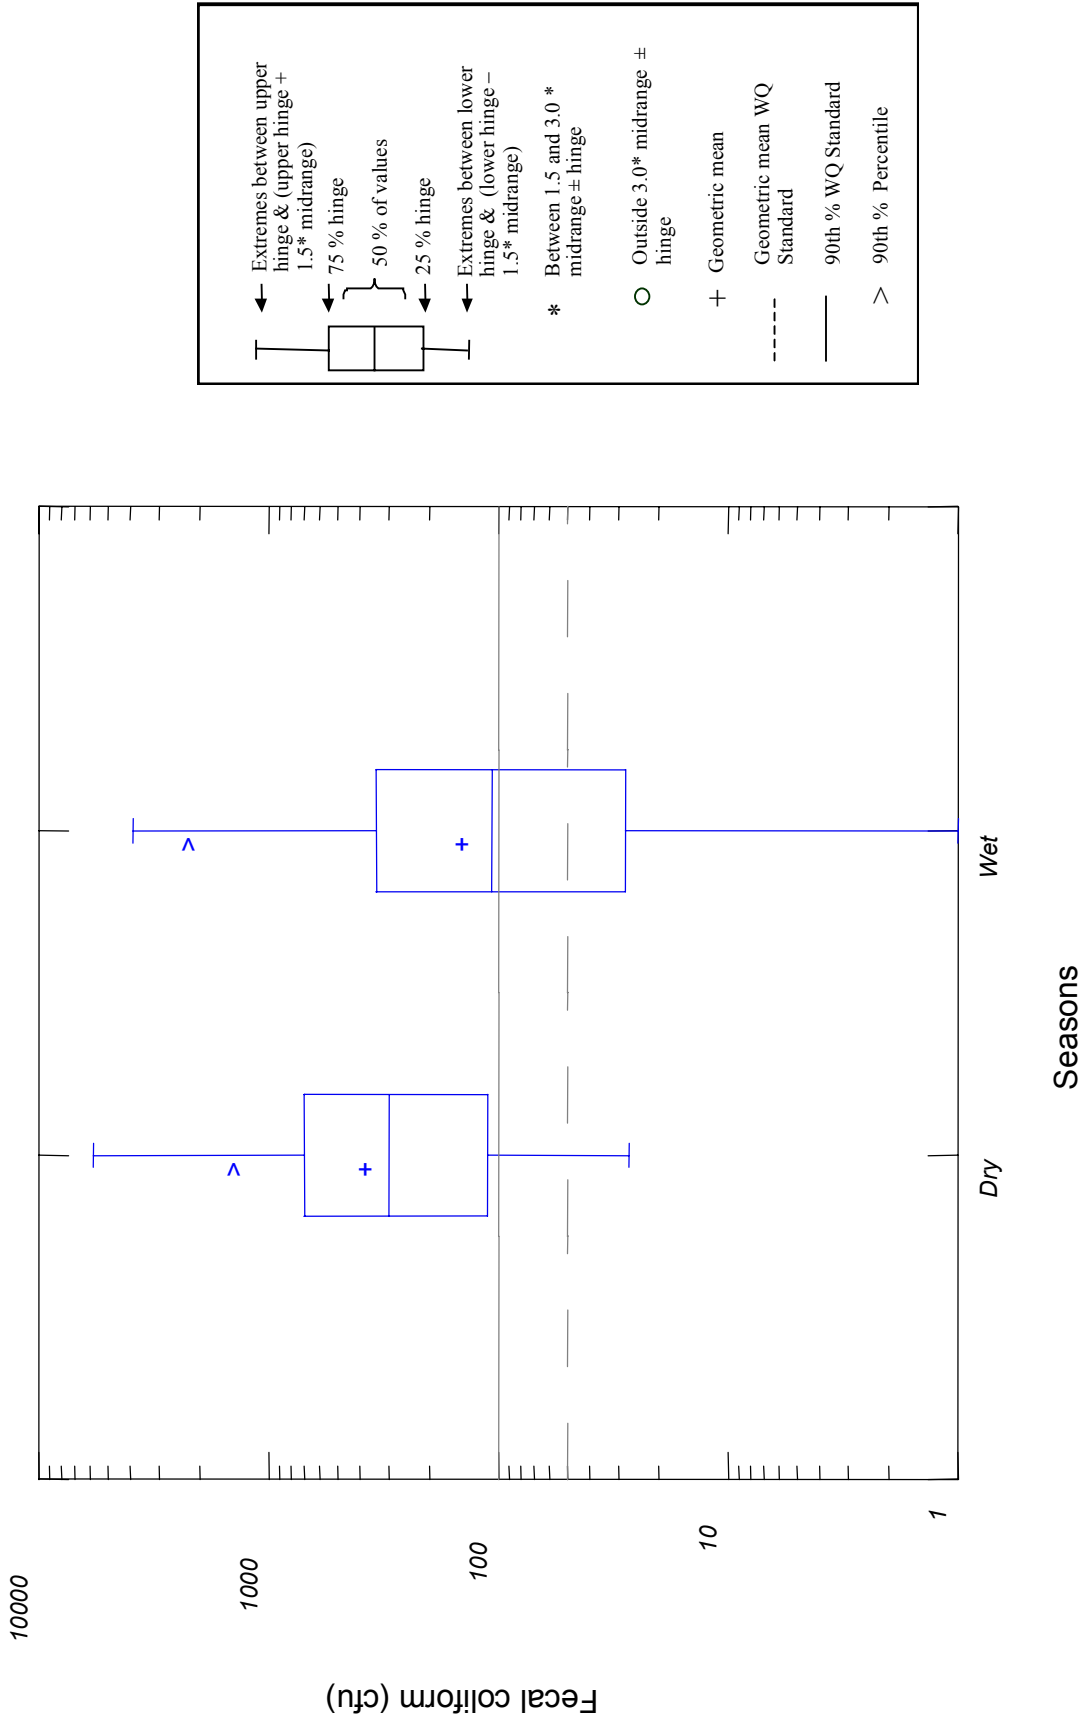 Fecal coliform (cfu)
10000
1000
100
10
1
Dry
Wet
Seasons
Extremes between upper
hinge & (upper hinge +
1.5* midrange)
75 % hinge
50 % of values
25 % hinge
Extremes between lower
hinge & (lower hinge –
1.5* midrange)
* Between 1.5 and 3.0 *
midrange ± hinge
Outside 3.0* midrange ±
hinge
+ Geometric mean
Geometric mean WQ
Standard
90th % WQ Standard
> 90th % Percentile